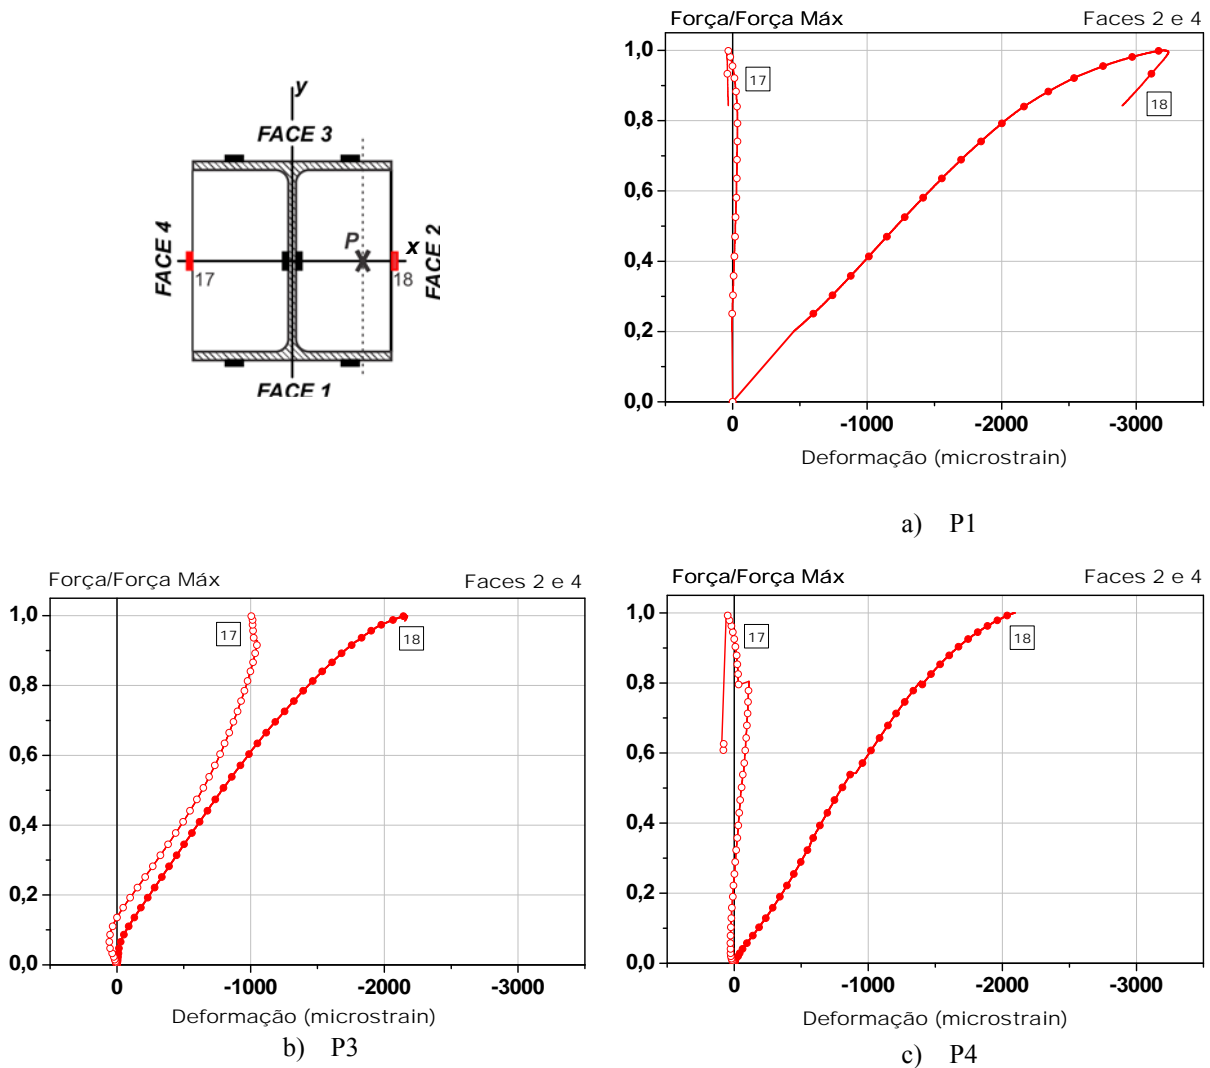 y
FACE 3
FACE 4
P
x
FACE 2
17
18
FACE 1
Força/Força Máx
Faces 2 e 4
1,0
17
18
0,8
0,6
0,4
0,2
0,0
0 -1000 -2000 -3000
Deformação (microstrain)
a) P1
Força/Força Máx
Faces 2 e 4
1,0
17
18
0,8
0,6
0,4
0,2
0,0
0 -1000 -2000 -3000
Deformação (microstrain)
b) P3
Força/Força Máx
Faces 2 e 4
1,0
17
18
0,8
0,6
0,4
0,2
0,0
0 -1000 -2000 -3000
Deformação (microstrain)
c) P4